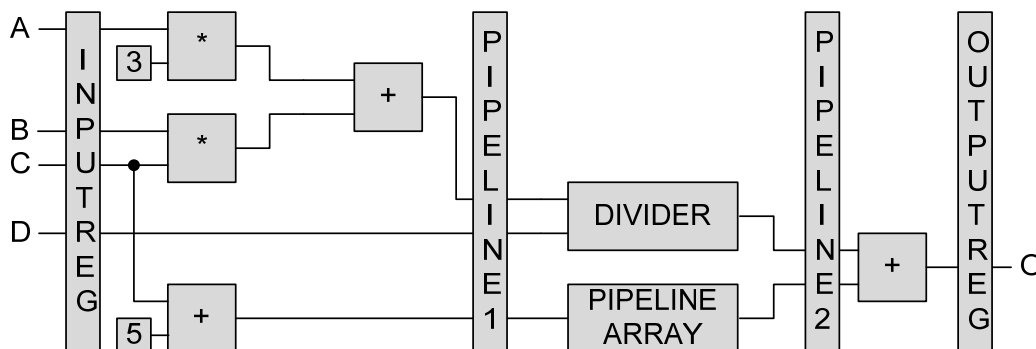 A
INPUTREG
*
3
+
B
*
C
D
+
5
PIPELINE1
DIVIDER
PIPELINE
ARRAY
PIPELINE2
+
OUTPUTREG